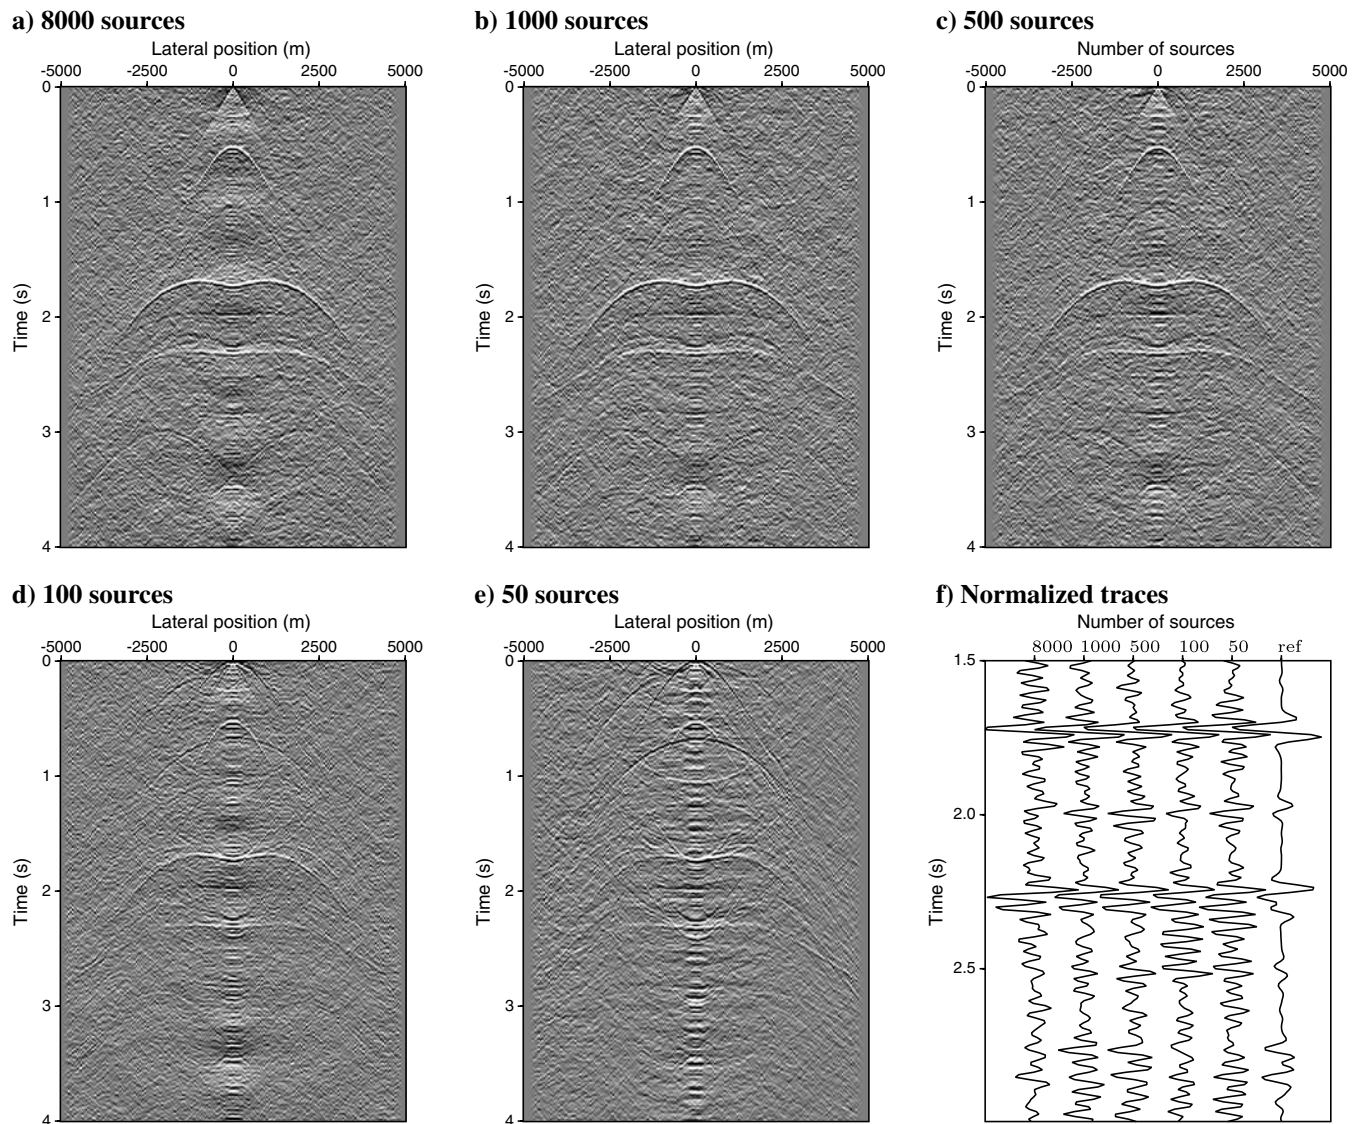 a) 8000 sources
b) 1000 sources
c) 500 sources
Lateral position (m)
Lateral position (m)
Number of sources
-5000 -2500 0 2500 5000
-5000 -2500 0 2500 5000
-5000 -2500 0 2500 5000
Time (s)
0
1
2
3
4
Time (s)
0
1
2
3
4
Time (s)
0
1
2
3
4
d) 100 sources
e) 50 sources
f) Normalized traces
Lateral position (m)
Lateral position (m)
Number of sources
-5000 -2500 0 2500 5000
-5000 -2500 0 2500 5000
8000 1000 500 100 50 ref
Time (s)
0
1
2
3
4
Time (s)
0
1
2
3
4
Time (s)
1.5
2.0
2.5